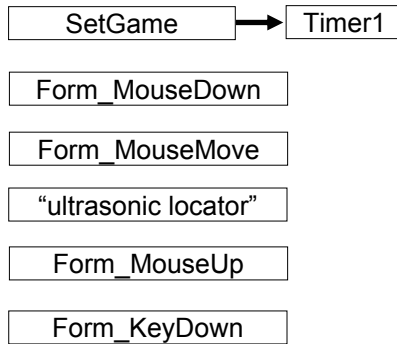 SetGame
Timer1
Form_MouseDown
Form_MouseMove
“ultrasonic locator”
Form_MouseUp
Form_KeyDown